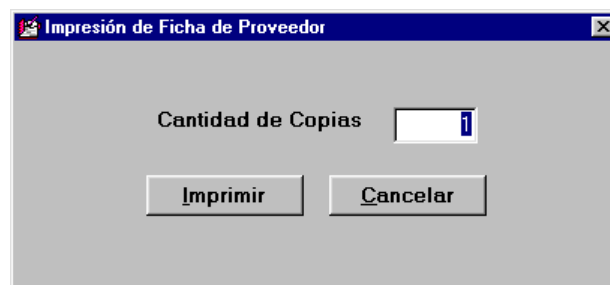 Impresión de Ficha de Proveedor
Cantidad de Copias 1
Imprimir Cancelar